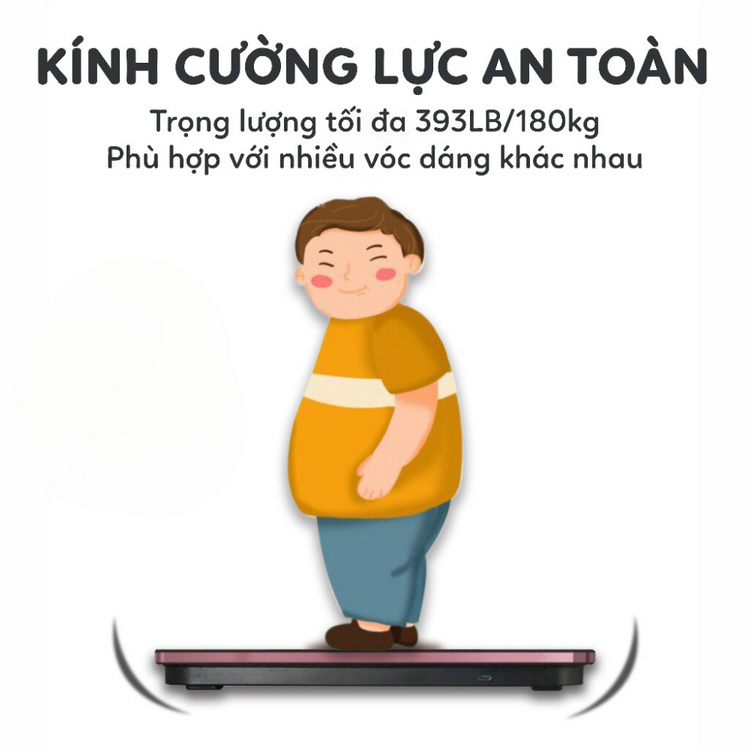 KÍNH CƯỜNG LỰC AN TOÀN
Trọng lượng tối đa 393LB/180kg
Phù hợp với nhiều vóc dáng khác nhau